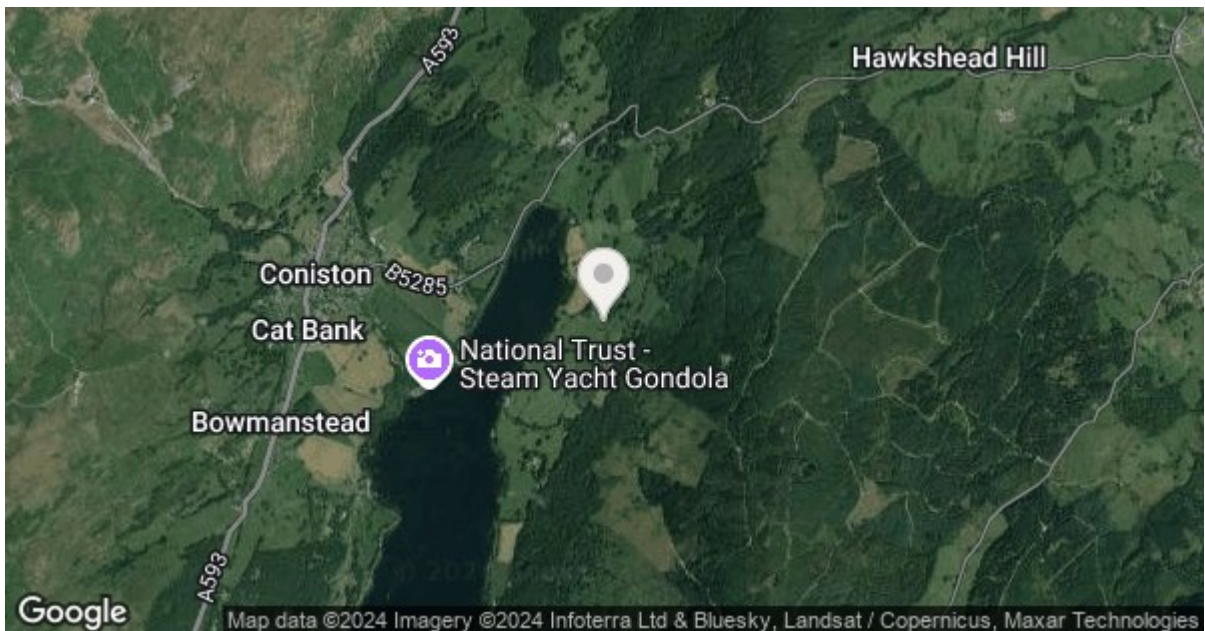 A593
Hawkshead Hill
Coniston
B5285
Cat Bank
National Trust -
Steam Yacht Gondola
Bowmanstead
A593
Google
Map data ©2024 Imagery ©2024 Infoterra Ltd & Bluesky, Landsat / Copernicus, Maxar Technologies